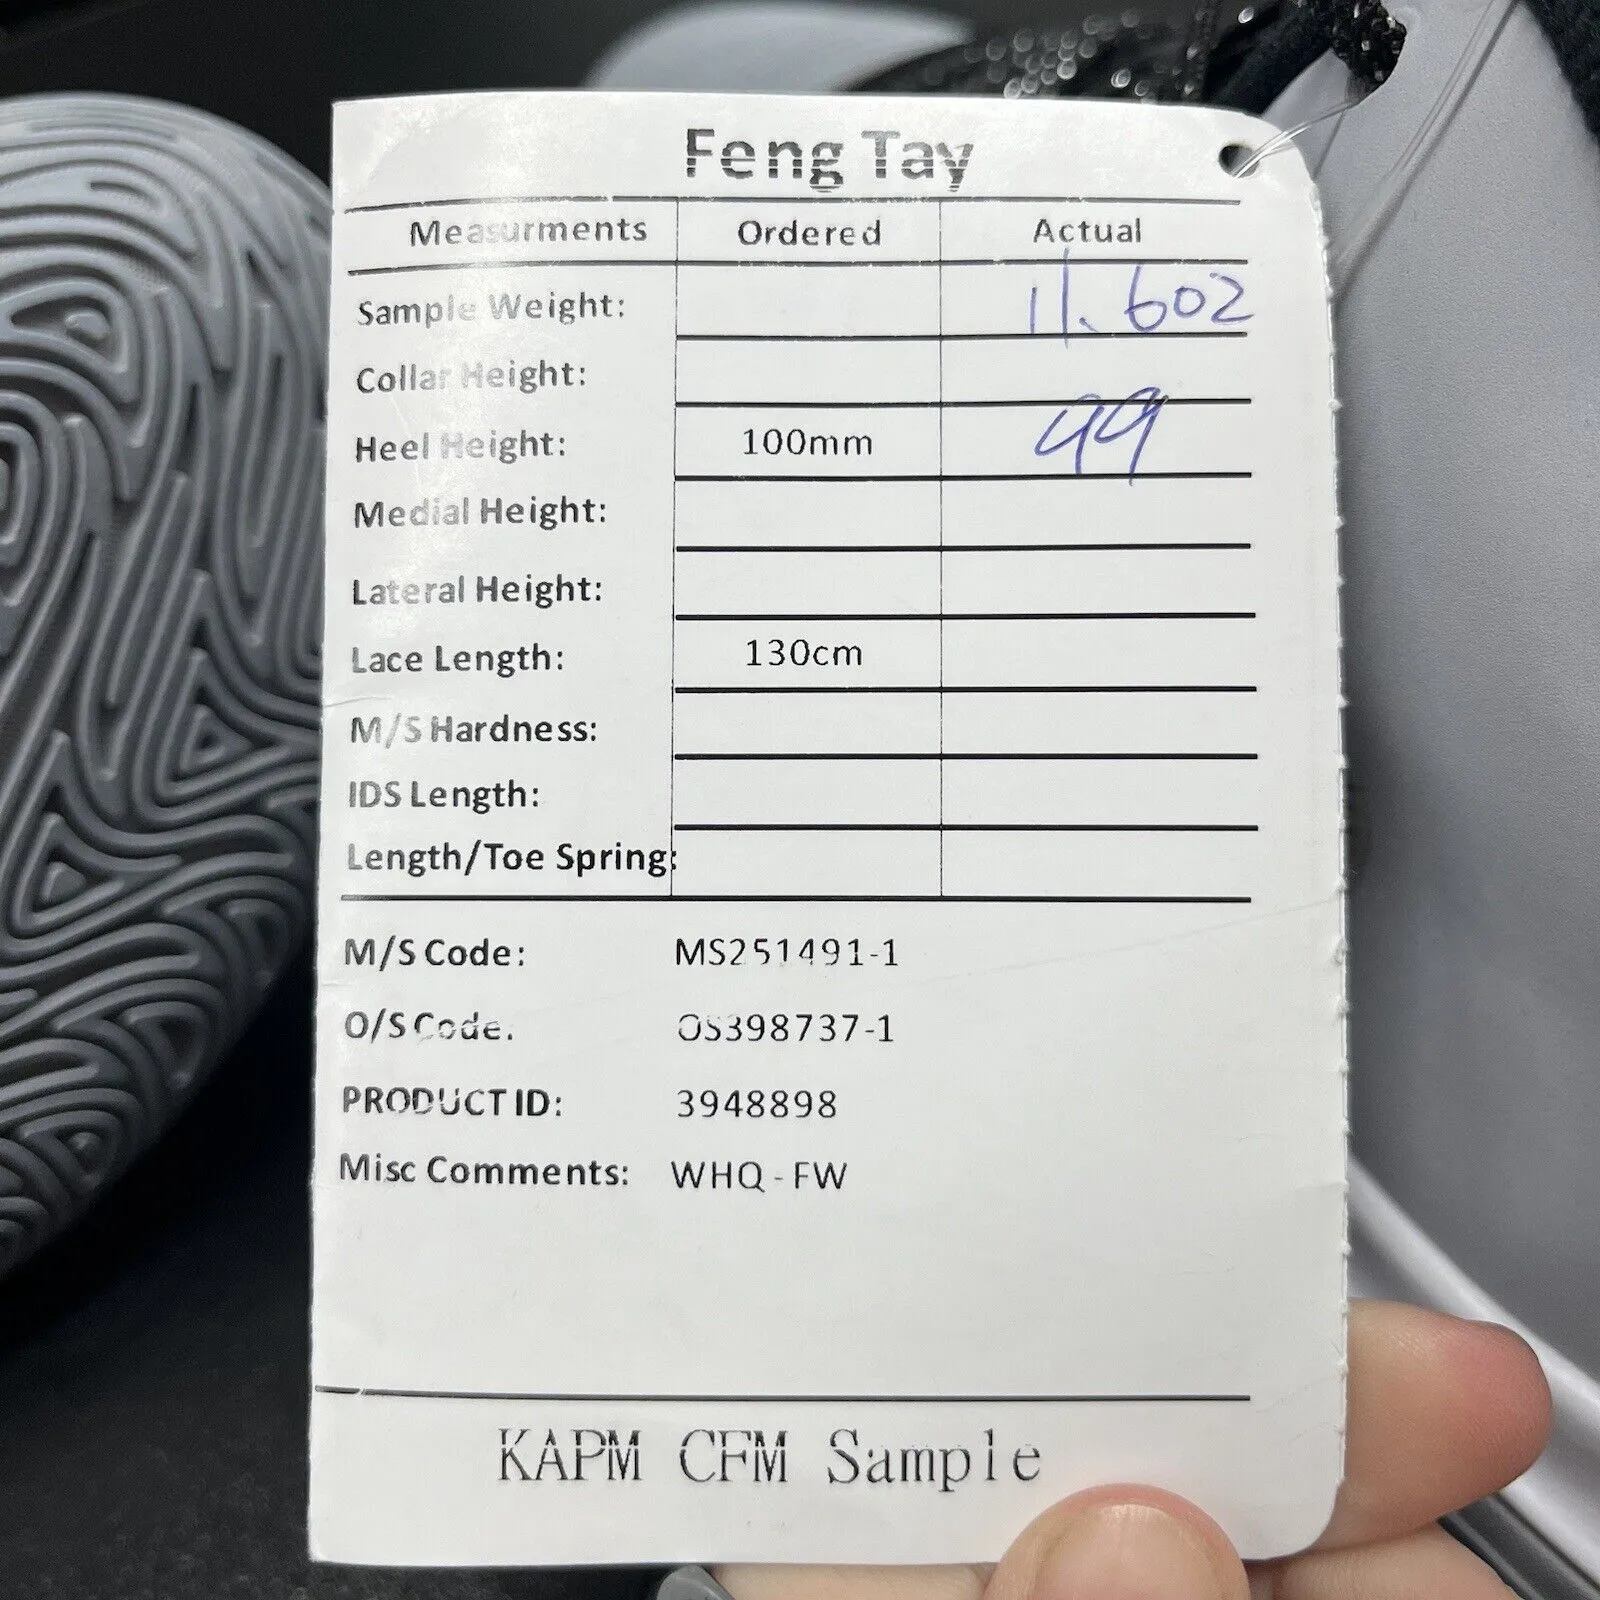 Feng Tay
Measurments Ordered Actual
Sample Weight: 11.602
Collar Height:
Heel Height: 100mm 99
Medial Height:
Lateral Height:
Lace Length: 130cm
M/S Hardness:
IDS Length:
Length/Toe Spring:
M/S Code: MS251491-1
O/S Code: OS398737-1
PRODUCT ID: 3948898
Misc Comments: WHQ - FW
KAPM CFM Sample